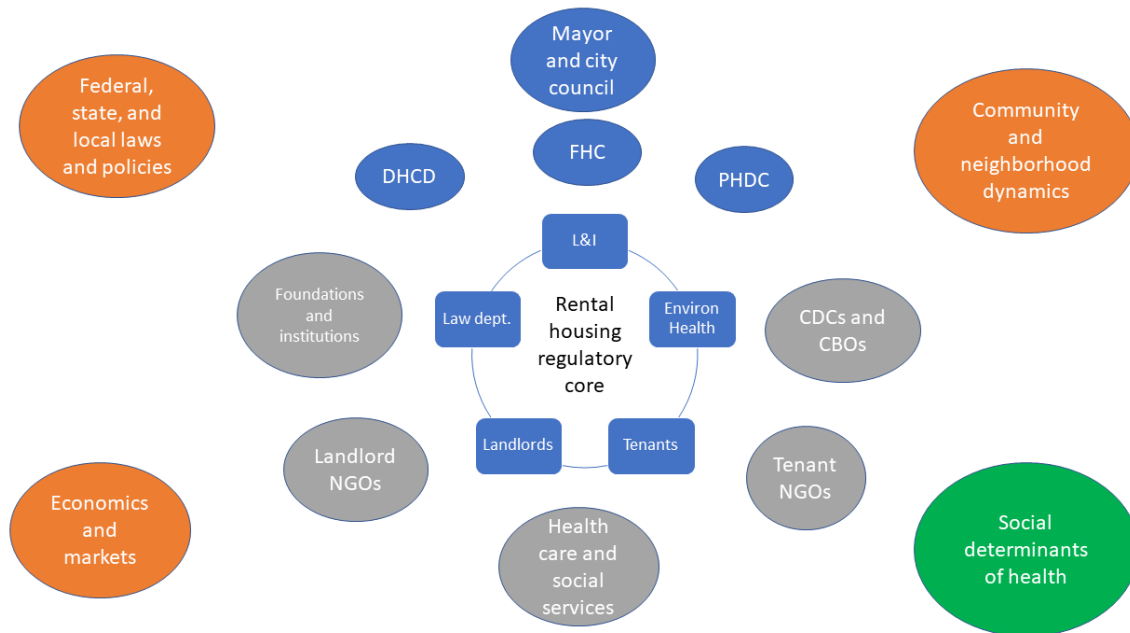 Mayor
and city
council
Federal,
state, and
local laws
and policies
Community
and
neighborhood
dynamics
FHC
DHCD
PHDC
L&I
Foundations
and
institutions
Law dept.
Rental
housing
regulatory
core
Environ
Health
CDCs and
CBOs
Landlords
Tenants
Landlord
NGOs
Tenant
NGOs
Economics
and
markets
Health
care and
social
services
Social
determinants
of health